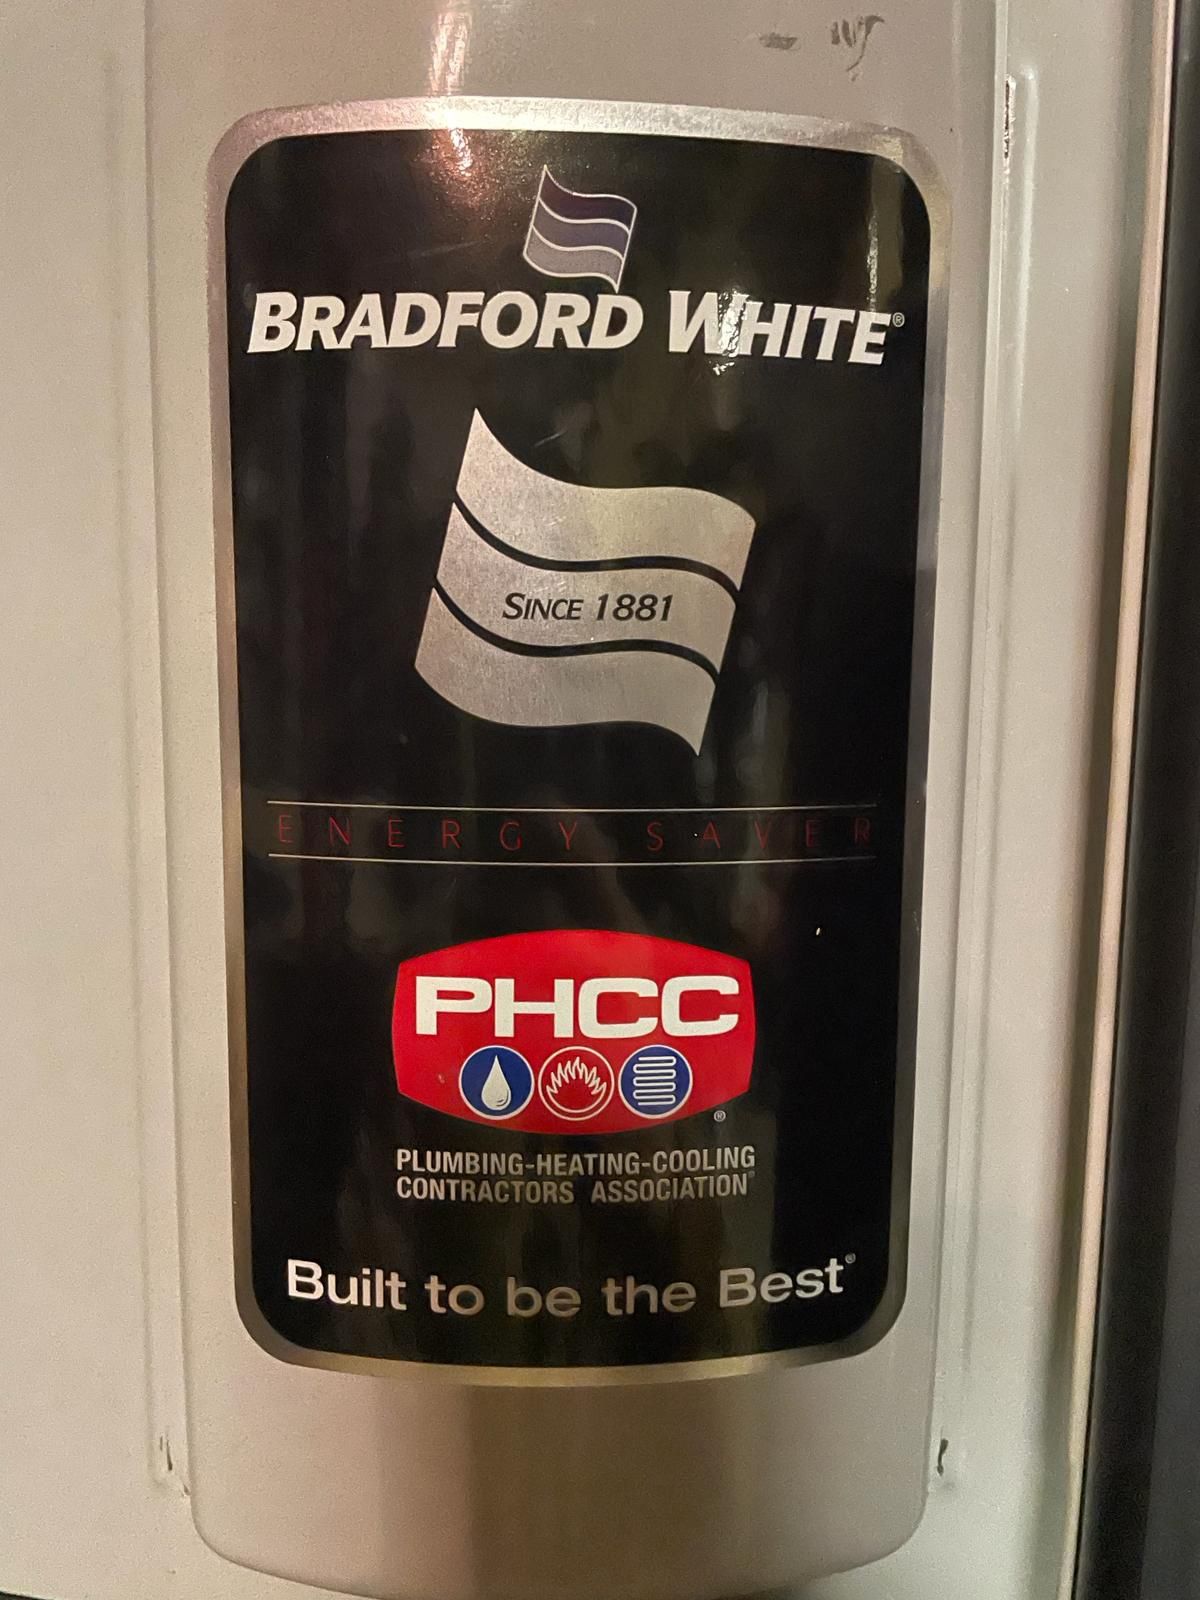 BRADFORD WHITE®
SINCE 1881
ENERGY SAVER
PHCC
®
PLUMBING-HEATING-COOLING
CONTRACTORS ASSOCIATION®
Built to be the Best®